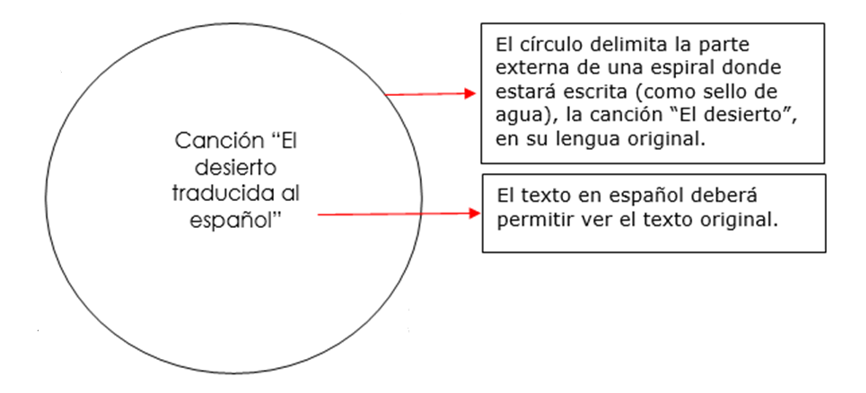 Canción “El
desierto
traducida al
español”
El círculo delimita la parte
externa de una espiral donde
estará escrita (como sello de
agua), la canción “El desierto”,
en su lengua original.
El texto en español deberá
permitir ver el texto original.